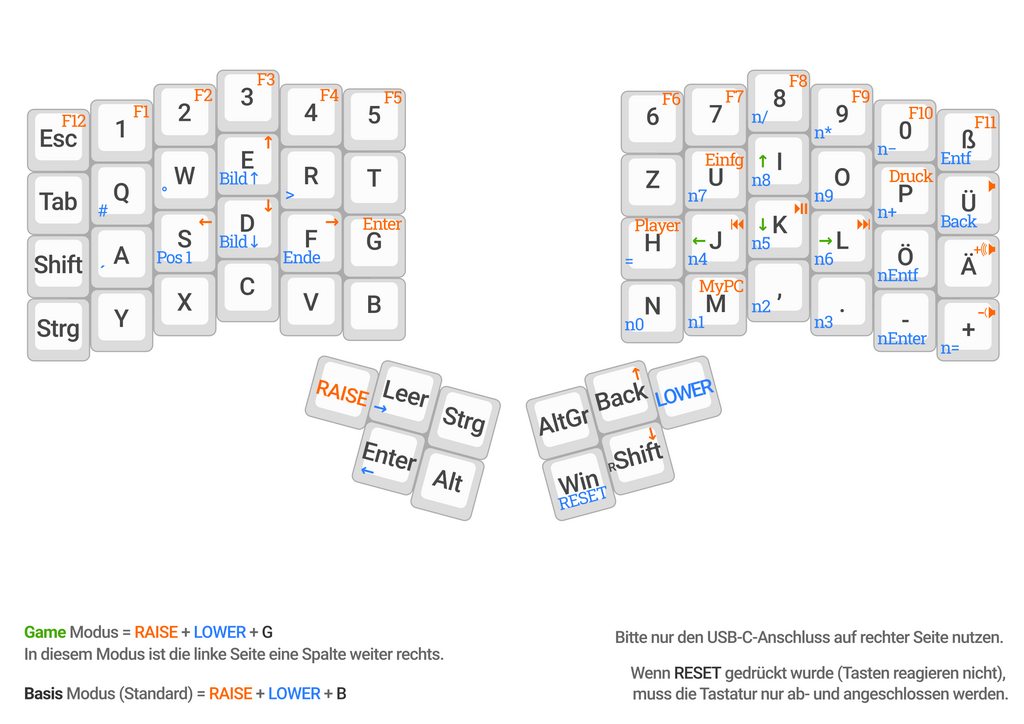 F12
Esc
F1
1
F2
2
F3
3
F4
4
F5
5
Tab
Q
#
W
°
↑
E
Bild↑
R
>
T
Shift
A
´
←
S
Pos1
↓
D
Bild↓
→
F
Ende
Enter
G
Strg
Y
X
C
V
B
F6
6
F7
7
F8
8
n/
F9
9
n*
F10
0
n−
F11
ß
Entf
Z
Einfg
U
n7
↑ I
n8
O
n9
Druck
P
n+
Ü
Back
Player
H
=
← J
n4
↓ K
n5
→ L
n6
Ö
nEntf
+
Ä
N
n0
MyPC
M
n1
,
n2
.
n3
-
nEnter
-
+
n=
RAISE
Leer
→
Strg
Enter
←
Alt
AltGr
↑
Back
LOWER
Win
RESET
↓
RShift
Game Modus = RAISE + LOWER + G
In diesem Modus ist die linke Seite eine Spalte weiter rechts.
Basis Modus (Standard) = RAISE + LOWER + B
Bitte nur den USB-C-Anschluss auf rechter Seite nutzen.
Wenn RESET gedrückt wurde (Tasten reagieren nicht),
muss die Tastatur nur ab- und angeschlossen werden.